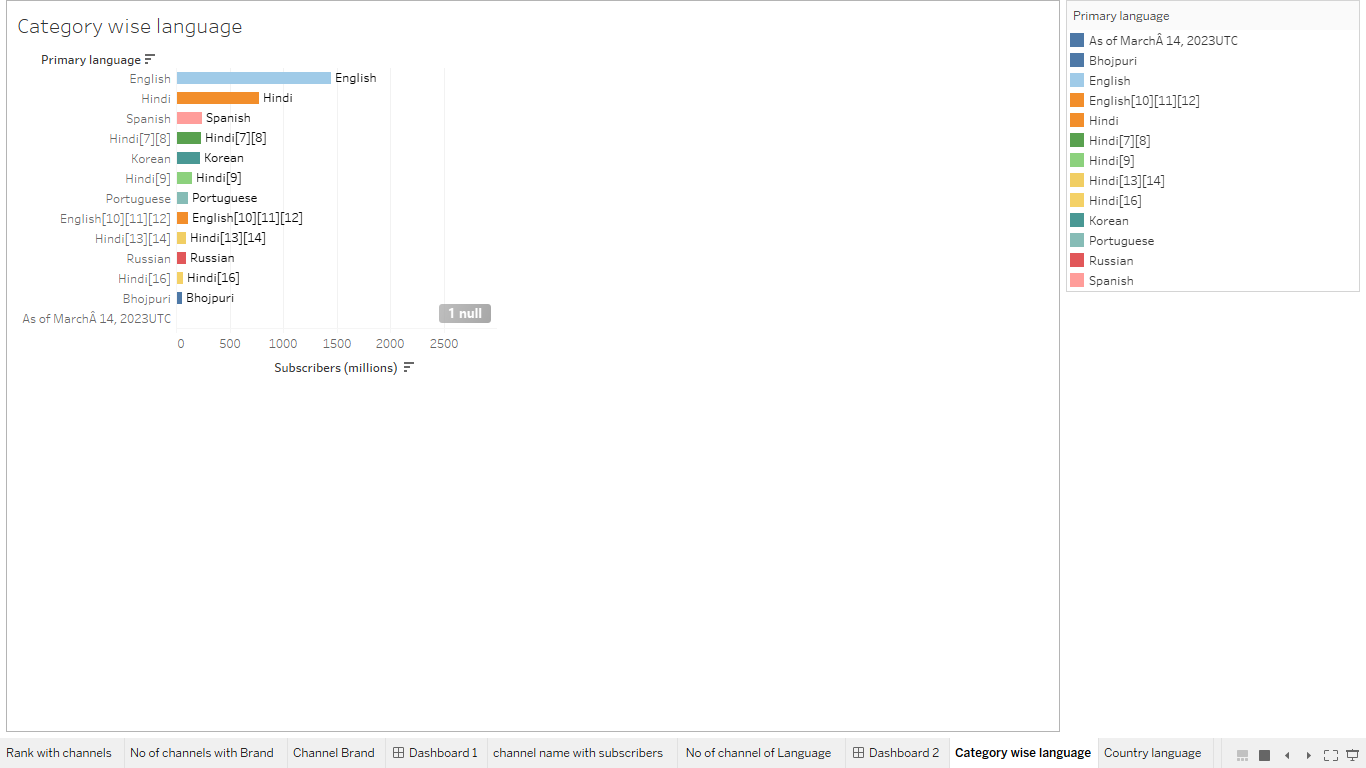 Category wise language
Primary language
English English
Hindi Hindi
Spanish Spanish
Hindi[7][8] Hindi[7][8]
Korean Korean
Hindi[9] Hindi[9]
Portuguese Portuguese
English[10][11][12] English[10][11][12]
Hindi[13][14] Hindi[13][14]
Russian Russian
Hindi[16] Hindi[16]
Bhojpuri Bhojpuri
As of MarchÂ 14, 2023UTC
1 null
0 500 1000 1500 2000 2500
Subscribers (millions)
Primary language
As of MarchÂ 14, 2023UTC
Bhojpuri
English
English[10][11][12]
Hindi
Hindi[7][8]
Hindi[9]
Hindi[13][14]
Hindi[16]
Korean
Portuguese
Russian
Spanish
Rank with channels No of channels with Brand Channel Brand Dashboard 1 channel name with subscribers No of channel of Language Dashboard 2 Category wise language Country language